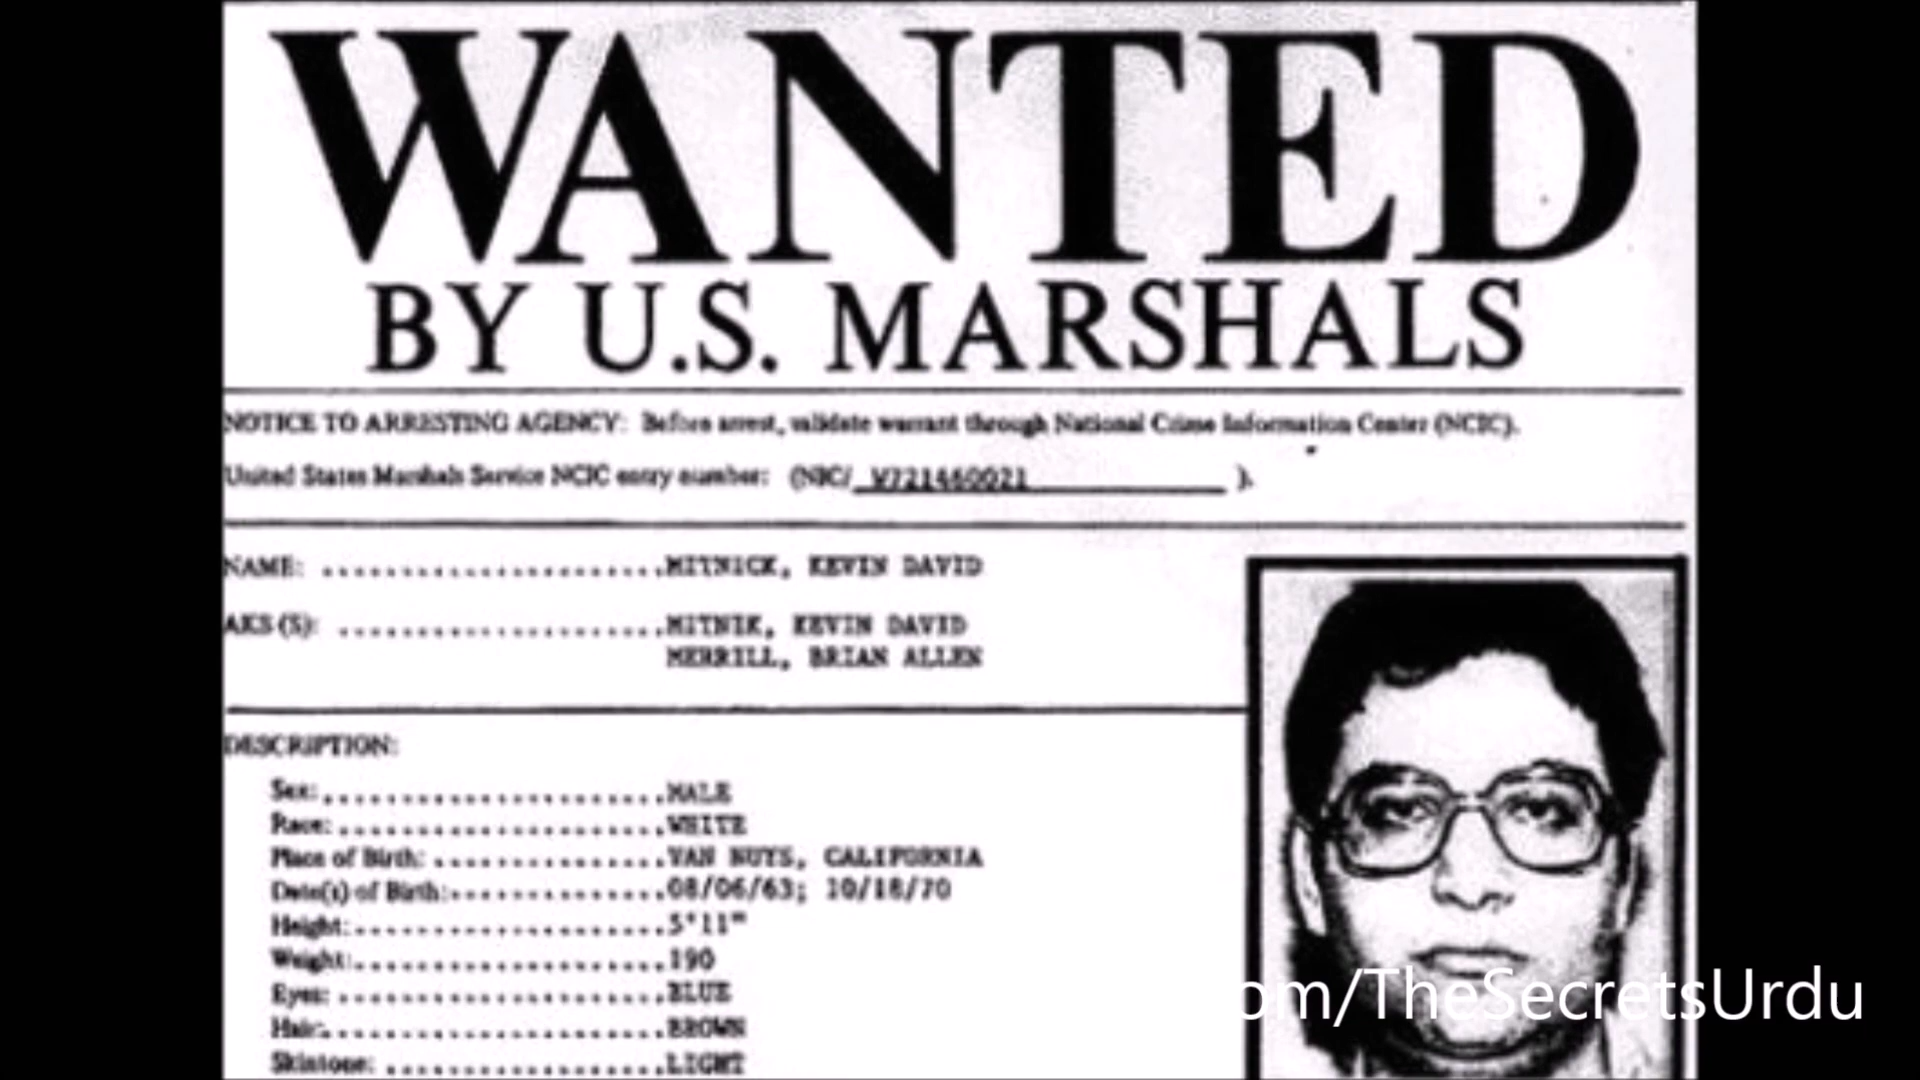 WANTED
BY U.S. MARSHALS
NOTICE TO ARRESTING AGENCY: Before arrest, validate warrant through National Crime Information Center (NCIC).
United States Marshals Service NCIC entry number: (NIC/ W721460021 ).
NAME: ......................MITNICK, KEVIN DAVID
AKS (S): .....................MITNIK, KEVIN DAVID
MERRILL, BRIAN ALLEN
DESCRIPTION:
Sex:......................MALE
Race:.....................WHITE
Place of Birth: ...............VAN NUYS, CALIFORNIA
Date(s) of Birth:..............08/06/63; 10/18/70
Height:....................5'11"
Weight:....................190
Eyes: .....................BLUE
Hair:......................BROWN
Skintone: ..................LIGHT
om/TheSecretsUrdu